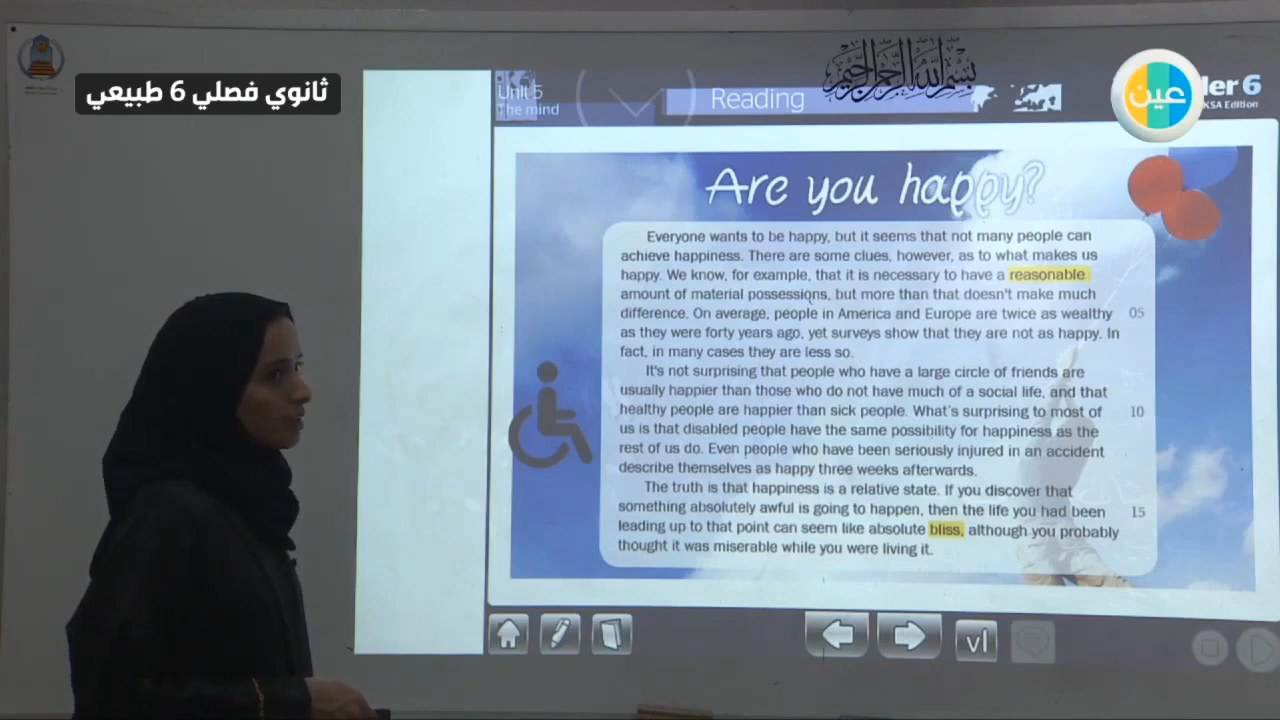 ثانوي فصلي 6 طبيعي
Unit 5
The mind
Reading
بسم الله الرحمن الرحيم
عين
ler 6
KSA Edition
Are you happy?
Everyone wants to be happy, but it seems that not many people can
achieve happiness. There are some clues, however, as to what makes us
happy. We know, for example, that it is necessary to have a reasonable
amount of material possessions, but more than that doesn't make much
difference. On average, people in America and Europe are twice as wealthy 05
as they were forty years ago, yet surveys show that they are not as happy. In
fact, in many cases they are less so.
It's not surprising that people who have a large circle of friends are
usually happier than those who do not have much of a social life, and that
healthy people are happier than sick people. What's surprising to most of 10
us is that disabled people have the same possibility for happiness as the
rest of us do. Even people who have been seriously injured in an accident
describe themselves as happy three weeks afterwards.
The truth is that happiness is a relative state. If you discover that
something absolutely awful is going to happen, then the life you had been 15
leading up to that point can seem like absolute bliss, although you probably
thought it was miserable while you were living it.
vl